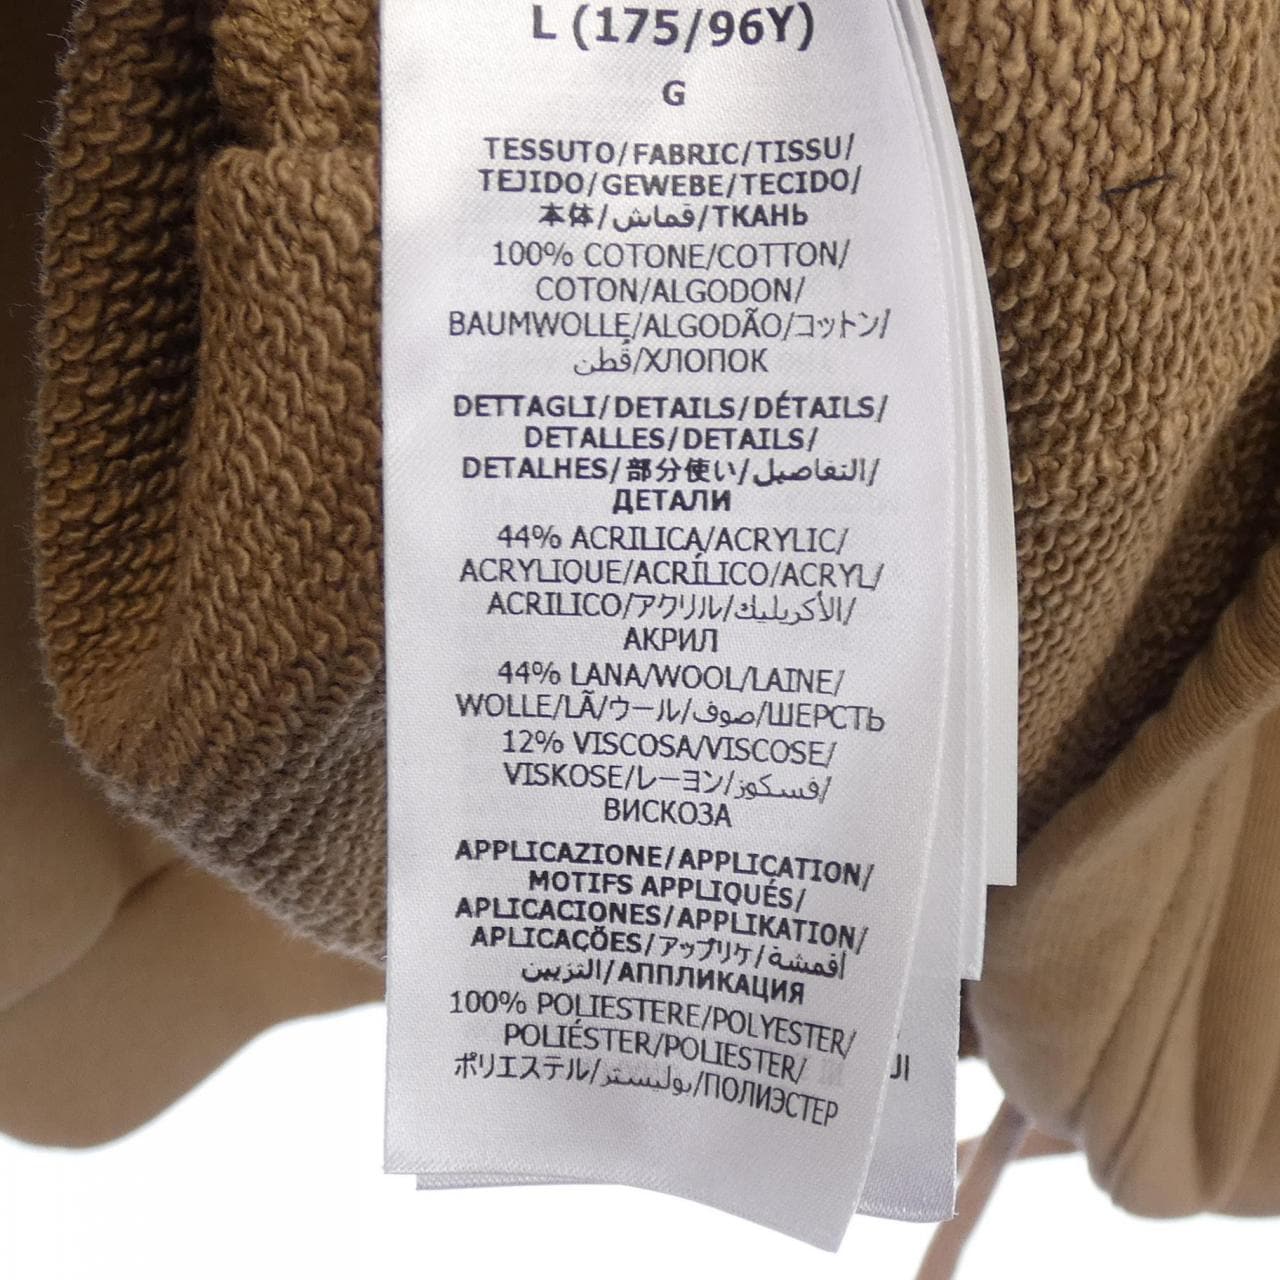 L (175/96Y)
G
TESSUTO/FABRIC/TISSU/
TEJIDO/GEWEBE/TECIDO/
本体/قماش/ТКАНЬ
100% COTONE/COTTON/
COTON/ALGODON/
BAUMWOLLE/ALGODÃO/コットン/
قُطن/ХЛОПОК
DETTAGLI/DETAILS/DÉTAILS/
DETALLES/DETAILS/
DETALHES/部分使い/التفاصيل/
ДЕТАЛИ
44% ACRILICA/ACRYLIC/
ACRYLIQUE/ACRÍLICO/ACRYL/
ACRILICO/アクリル/الأكريليك/
АКРИЛ
44% LANA/WOOL/LAINE/
WOLLE/LÃ/ウール/صوف/ШЕРСТЬ
12% VISCOSA/VISCOSE/
VISKOSE/レーヨン/فسكوز/
ВИСКОЗА
APPLICAZIONE/APPLICATION/
MOTIFS APPLIQUÉS/
APLICACIONES/APPLIKATION/
APLICAÇÕES/アップリケ/أقمشة
التزيين/АППЛИКАЦИЯ
100% POLIESTERE/POLYESTER/
POLIÉSTER/POLIESTER/
ポリエステル/بوليستر/ПОЛИЭСТЕР